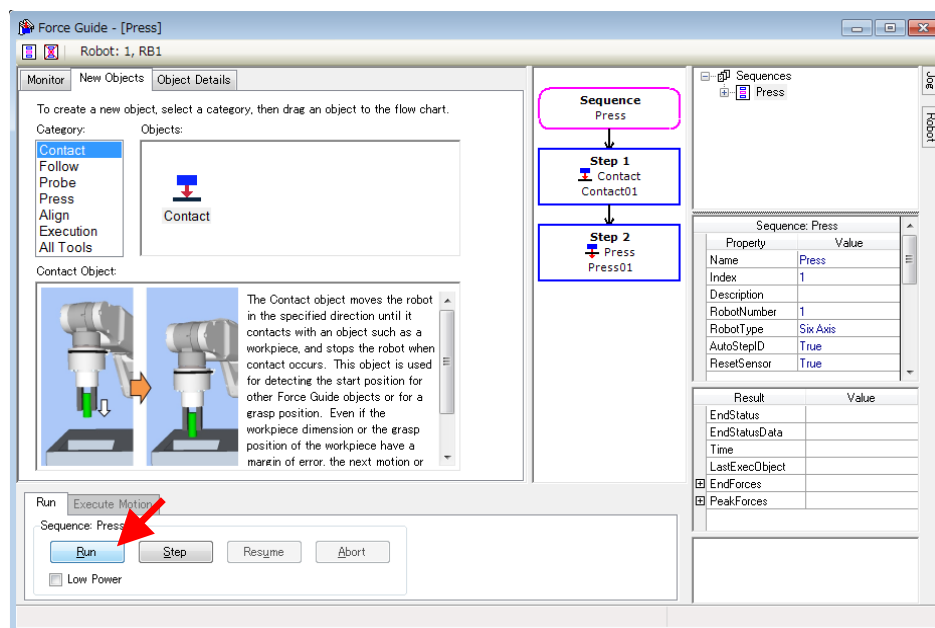 Force Guide - [Press]
Robot: 1, RB1
Monitor
New Objects
Object Details
To create a new object, select a category, then drag an object to the flow chart.
Category:
Objects:
Contact
Follow
Probe
Press
Align
Execution
All Tools
Contact
Contact Object:
The Contact object moves the robot
in the specified direction until it
contacts with an object such as a
workpiece, and stops the robot when
contact occurs. This object is used
for detecting the start position for
other Force Guide objects or for a
grasp position. Even if the
workpiece dimension or the grasp
position of the workpiece have a
margin of error, the next motion or
Sequence
Press
Step 1
Contact
Contact01
Step 2
Press
Press01
Sequences
Press
Jog
Robot
Sequence: Press
Property Value
Name Press
Index 1
Description
RobotNumber 1
RobotType Six Axis
AutoStepID True
ResetSensor True
Result Value
EndStatus
EndStatusData
Time
LastExecObject
EndForces
PeakForces
Run
Execute Motion
Sequence: Press
Run
Step
Resume
Abort
Low Power